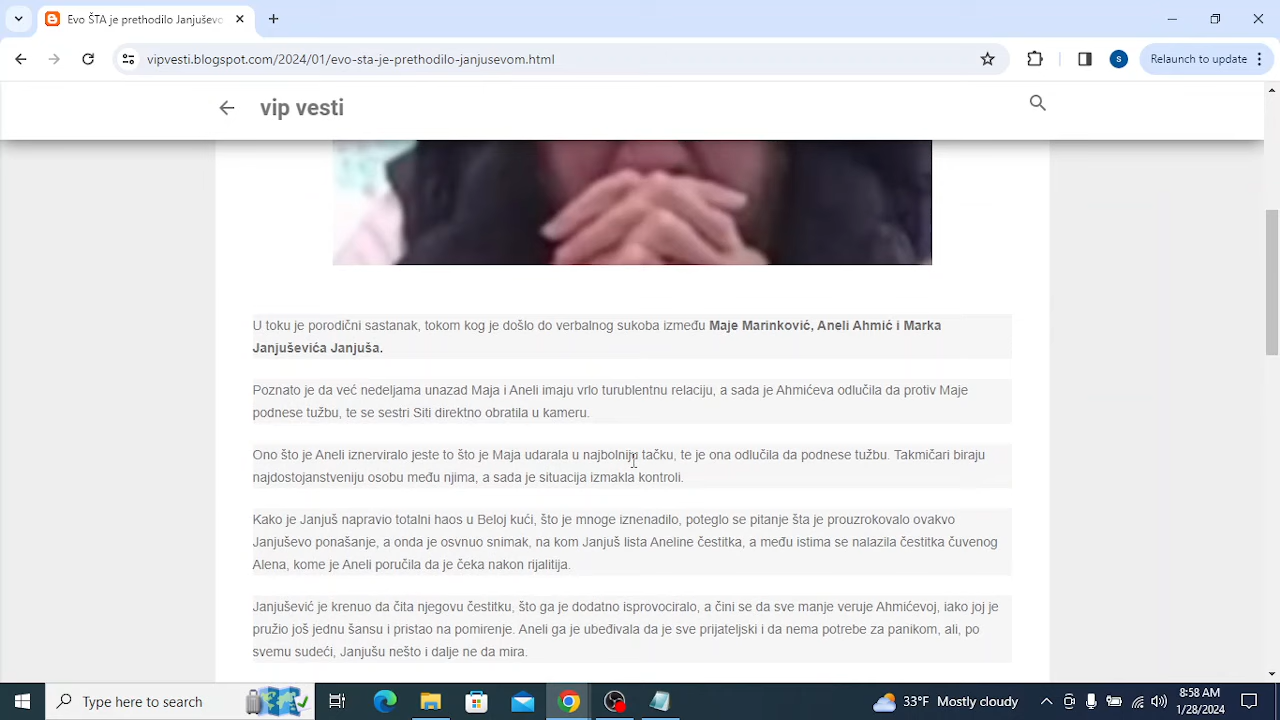 Evo ŠTA je prethodilo Janjuševo
vipvesti.blogspot.com/2024/01/evo-sta-je-prethodilo-janjusevom.html
S
Relaunch to update
vip vesti
U toku je porodični sastanak, tokom kog je došlo do verbalnog sukoba između Maje Marinković, Aneli Ahmić i Marka
Janjuševića Janjuša.
Poznato je da već nedeljama unazad Maja i Aneli imaju vrlo turublentnu relaciju, a sada je Ahmićeva odlučila da protiv Maje
podnese tužbu, te se sestri Siti direktno obratila u kameru.
Ono što je Aneli iznerviralo jeste to što je Maja udarala u najbolniju tačku, te je ona odlučila da podnese tužbu. Takmičari biraju
najdostojanstveniju osobu među njima, a sada je situacija izmakla kontroli.
Kako je Janjuš napravio totalni haos u Beloj kući, što je mnoge iznenadilo, poteglo se pitanje šta je prouzrokovalo ovakvo
Janjuševo ponašanje, a onda je osvnuo snimak, na kom Janjuš lista Aneline čestitka, a među istima se nalazila čestitka čuvenog
Alena, kome je Aneli poručila da je čeka nakon rijalitija.
Janjušević je krenuo da čita njegovu čestitku, što ga je dodatno isprovociralo, a čini se da sve manje veruje Ahmićevoj, iako joj je
pružio još jednu šansu i pristao na pomirenje. Aneli ga je ubeđivala da je sve prijateljski i da nema potrebe za panikom, ali, po
svemu sudeći, Janjušu nešto i dalje ne da mira.
Type here to search
33°F Mostly cloudy
8:58 AM
1/28/2024